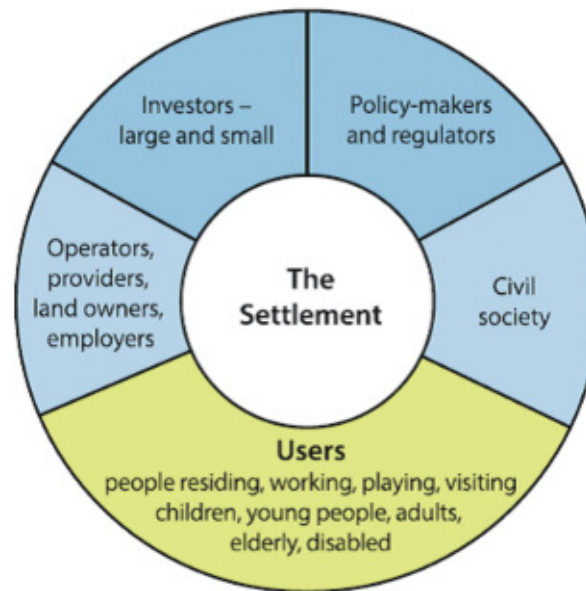 Investors –
large and small
Policy-makers
and regulators
Operators,
providers,
land owners,
employers
The
Settlement
Civil
society
Users
people residing, working, playing, visiting
children, young people, adults,
elderly, disabled